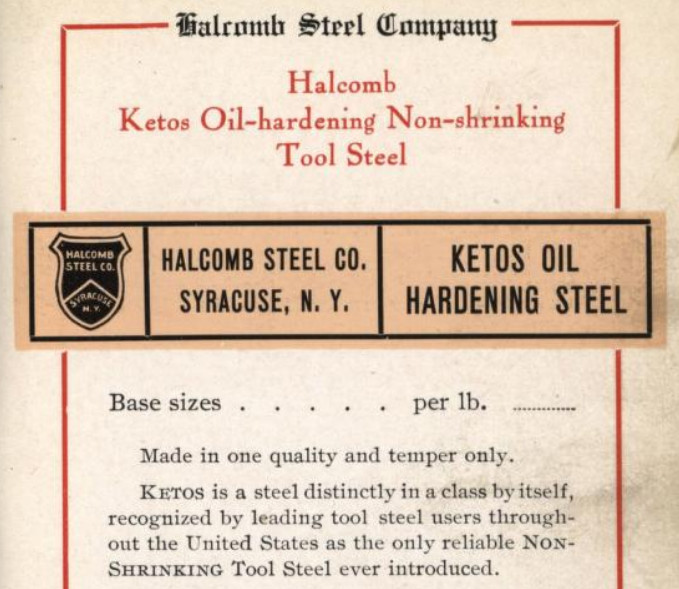 Halcomb Steel Company
Halcomb
Ketos Oil-hardening Non-shrinking
Tool Steel
HALCOMB
STEEL CO.
SYRACUSE
N. Y.
HALCOMB STEEL CO.
SYRACUSE, N. Y.
KETOS OIL
HARDENING STEEL
Base sizes . . . . . per lb. .............
Made in one quality and temper only.
KETOS is a steel distinctly in a class by itself,
recognized by leading tool steel users through-
out the United States as the only reliable NON-
SHRINKING Tool Steel ever introduced.